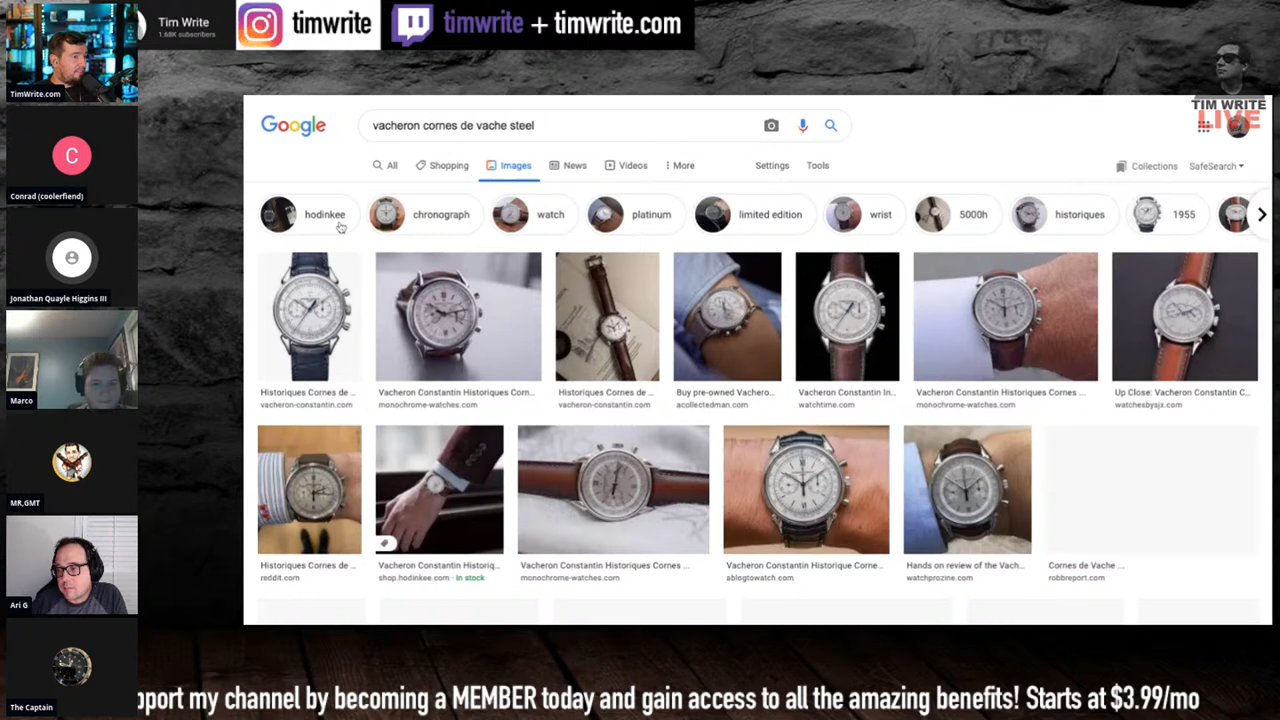 Tim Write
1.68K subscribers
timwrite
timwrite + timwrite.com
TimWrite.com
C
Conrad (coolerfiend)
Jonathan Quayle Higgins III
Marco
MR,GMT
Ari G
The Captain
TIM WRITE
LIVE
Google
vacheron cornes de vache steel
All
Shopping
Images
News
Videos
More
Settings
Tools
Collections
SafeSearch
hodinkee
chronograph
watch
platinum
limited edition
wrist
5000h
historiques
1955
Historiques Cornes de ...
vacheron-constantin.com
Vacheron Constantin Historiques Corn...
monochrome-watches.com
Historiques Cornes de ...
vacheron-constantin.com
Buy pre-owned Vachero...
acollectedman.com
Vacheron Constantin In...
watchtime.com
Vacheron Constantin Historiques Cornes ...
monochrome-watches.com
Up Close: Vacheron Constantin C...
watchesbysjx.com
Historiques Cornes de ...
reddit.com
Vacheron Constantin Historiq...
shop.hodinkee.com · In stock
Vacheron Constantin Historiques Cornes ...
monochrome-watches.com
Vacheron Constantin Historique Corne...
ablogtowatch.com
Hands on review of the Vach...
watchprozine.com
Cornes de Vache ...
robbreport.com
pport my channel by becoming a MEMBER today and gain access to all the amazing benefits! Starts at $3.99/mo